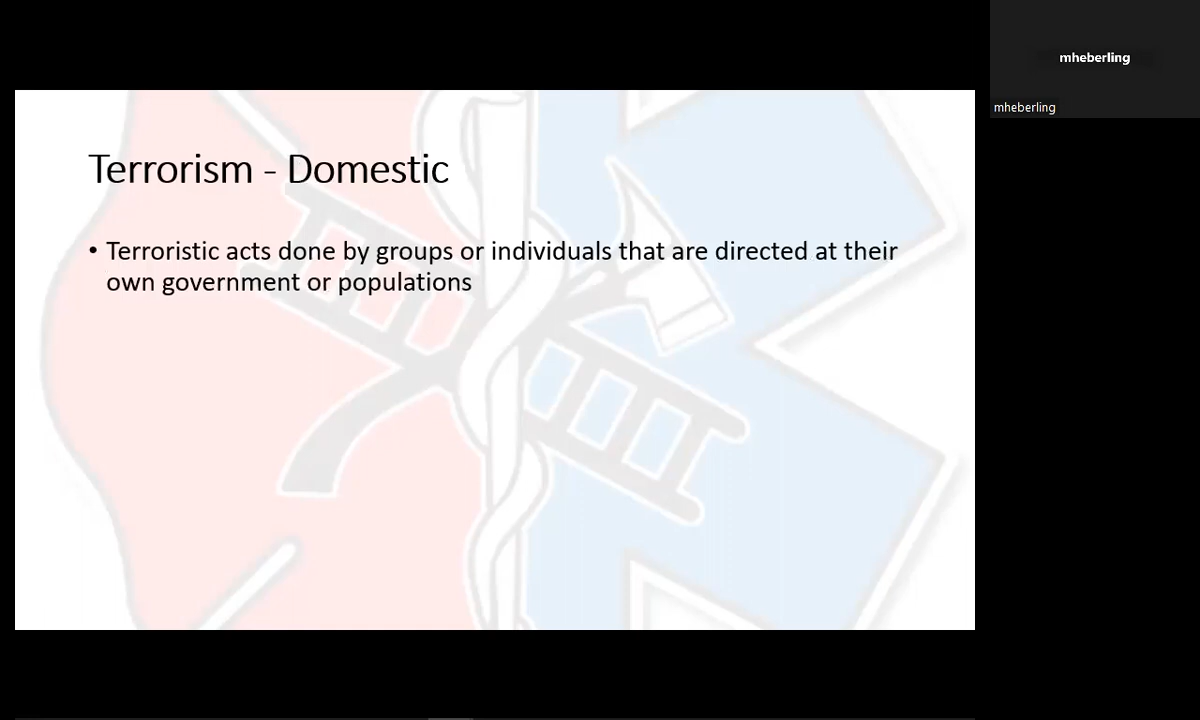 mheberling
mheberling
Terrorism - Domestic
• Terroristic acts done by groups or individuals that are directed at their
own government or populations